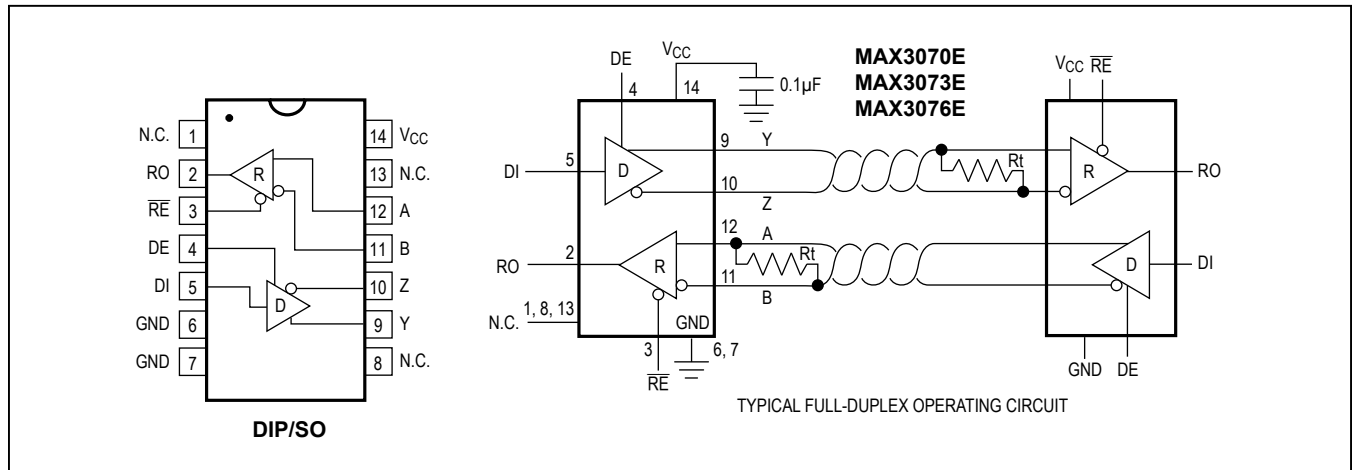 N.C. 1
RO 2
RE 3
DE 4
DI 5
GND 6
GND 7
14 VCC
13 N.C.
12 A
11 B
10 Z
9 Y
8 N.C.
R
D
DIP/SO
DE
4
VCC
14
0.1µF
MAX3070E
MAX3073E
MAX3076E
VCC RE
DI
5
D
9 Y
10
Z
Rt
R
RO
RO
2
R
12
A
11
B
Rt
D
DI
N.C.
1, 8, 13
GND
3
RE
6, 7
GND DE
TYPICAL FULL-DUPLEX OPERATING CIRCUIT